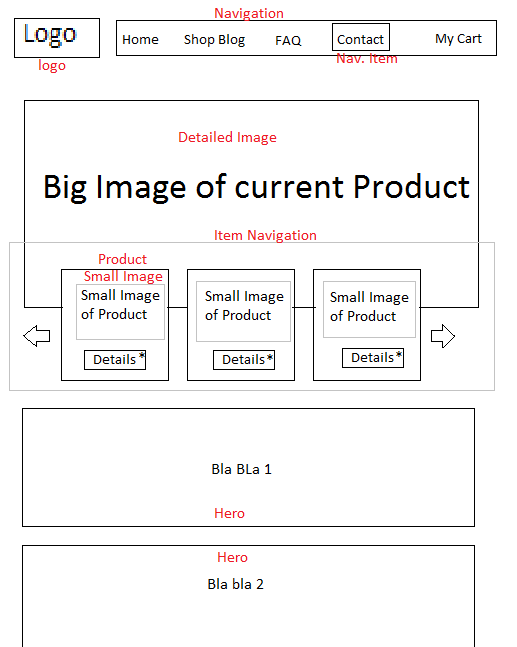 Navigation
Logo
Home Shop Blog FAQ Contact My Cart
logo
Nav. Item
Detailed Image
Big Image of current Product
Item Navigation
Product
Small Image
Small Image
of Product
Details *
Small Image
of Product
Details *
Small Image
of Product
Details *
Bla BLa 1
Hero
Hero
Bla bla 2